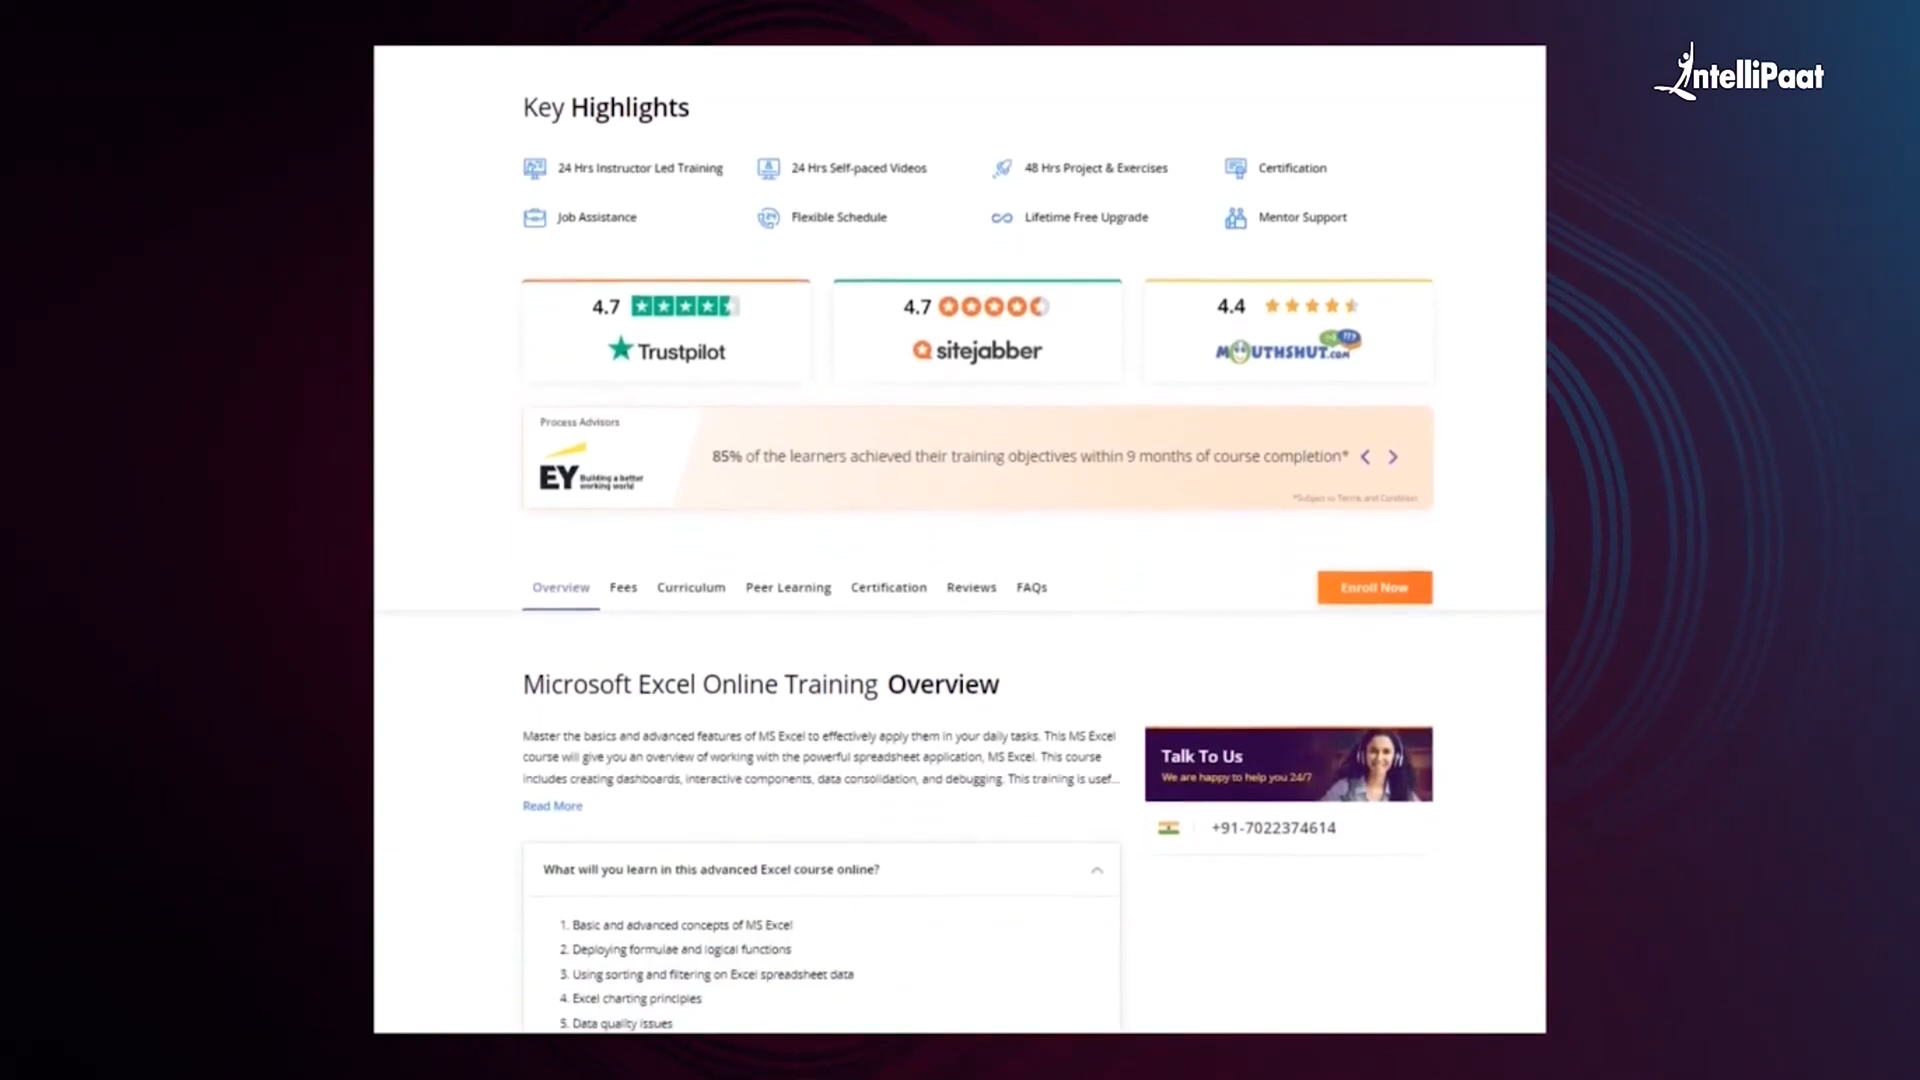 IntelliPaat
Key Highlights
24 Hrs Instructor Led Training
24 Hrs Self-paced Videos
48 Hrs Project & Exercises
Certification
Job Assistance
Flexible Schedule
Lifetime Free Upgrade
Mentor Support
4.7
Trustpilot
4.7
sitejabber
4.4
MOUTHSHUT.COM
Process Advisors
EY Building a better
working world
85% of the learners achieved their training objectives within 9 months of course completion*
*Subject to Terms and Condition
Overview Fees Curriculum Peer Learning Certification Reviews FAQs
Enroll Now
Microsoft Excel Online Training Overview
Master the basics and advanced features of MS Excel to effectively apply them in your daily tasks. This MS Excel
course will give you an overview of working with the powerful spreadsheet application, MS Excel. This course
includes creating dashboards, interactive components, data consolidation, and debugging. This training is usef...
Read More
Talk To Us
We are happy to help you 24/7
+91-7022374614
What will you learn in this advanced Excel course online?
1. Basic and advanced concepts of MS Excel
2. Deploying formulae and logical functions
3. Using sorting and filtering on Excel spreadsheet data
4. Excel charting principles
5. Data quality issues